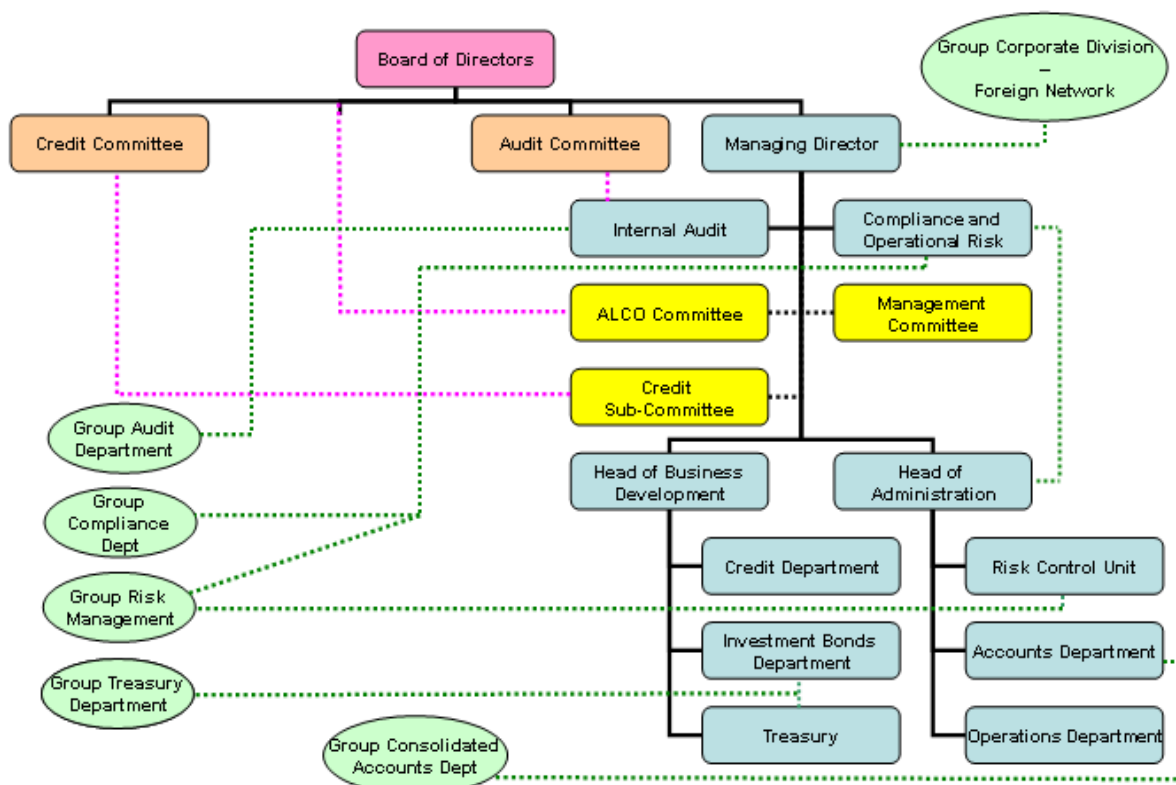 Board of Directors
Group Corporate Division
–
Foreign Network
Credit Committee
Audit Committee
Managing Director
Internal Audit
Compliance and
Operational Risk
ALCO Committee
Management
Committee
Credit
Sub-Committee
Group Audit
Department
Head of Business
Development
Head of
Administration
Group
Compliance
Dept
Credit Department
Risk Control Unit
Group Risk
Management
Investment Bonds
Department
Accounts Department
Group Treasury
Department
Treasury
Operations Department
Group Consolidated
Accounts Dept